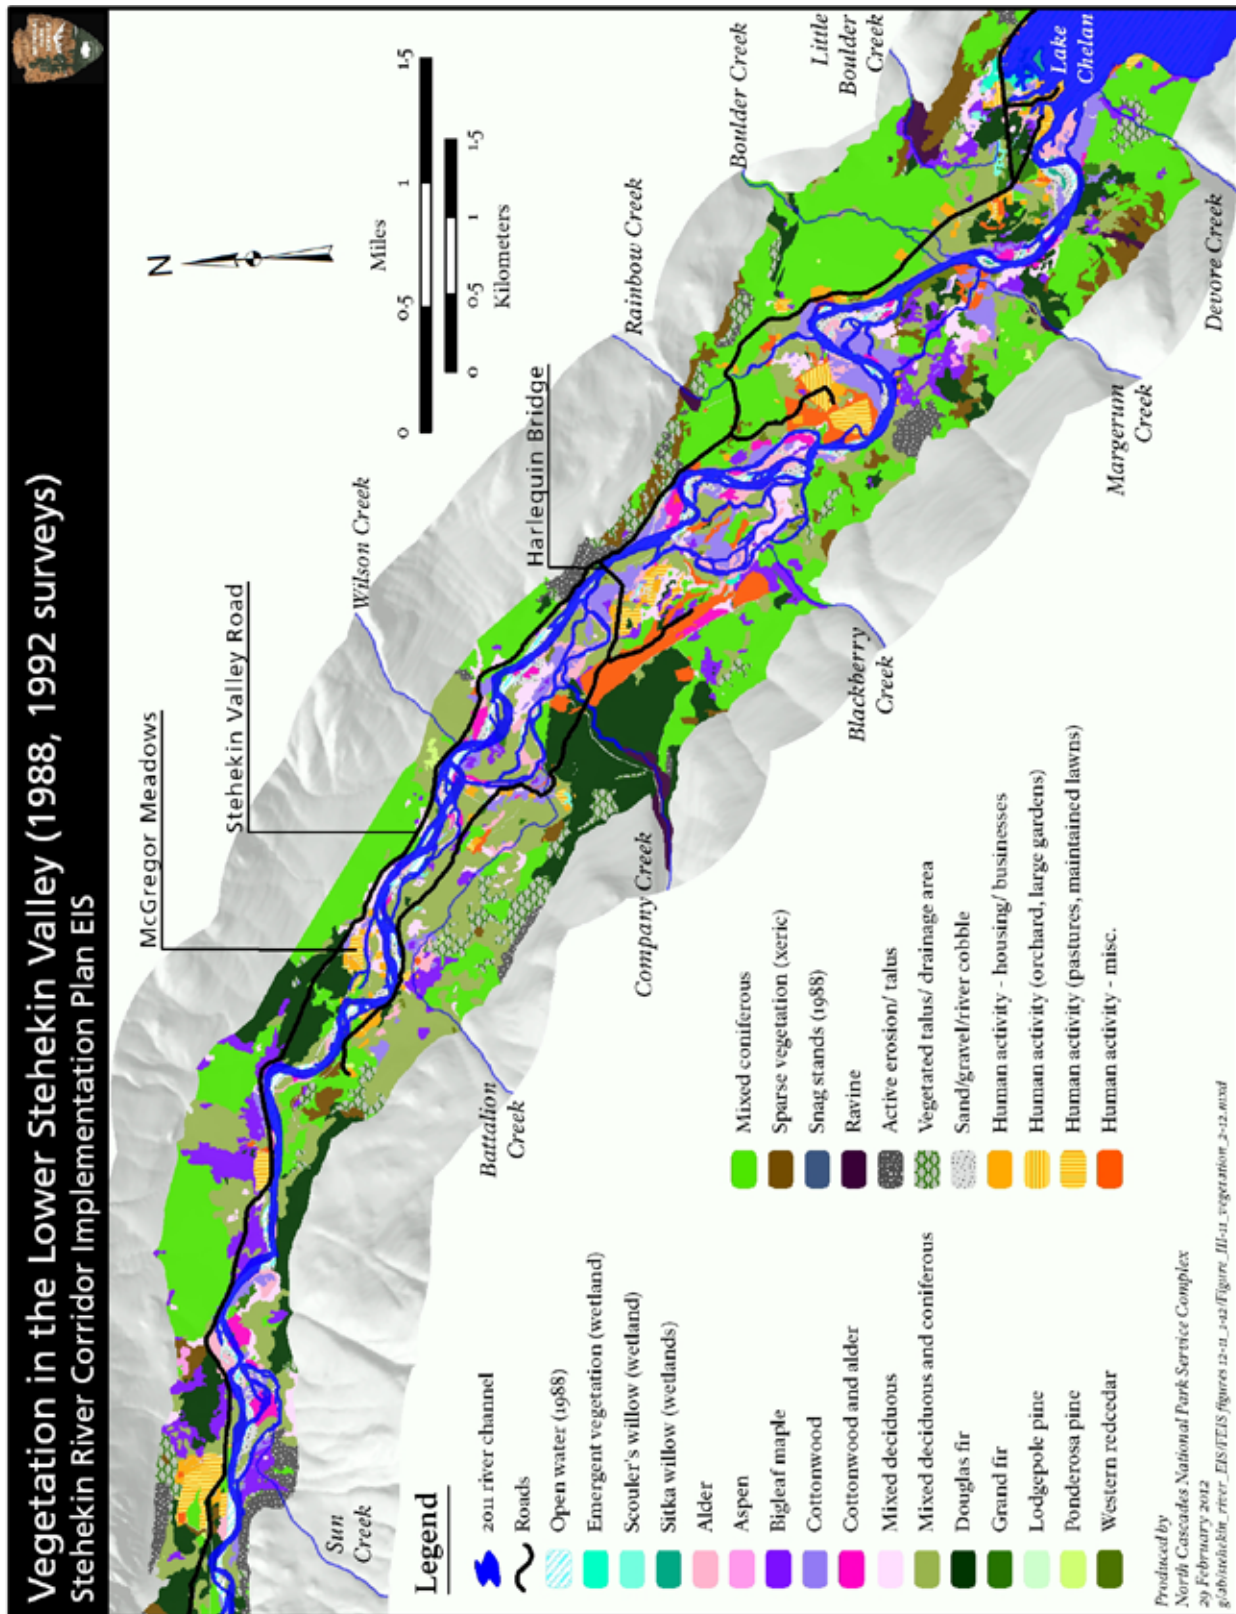 Vegetation in the Lower Stehekin Valley (1988, 1992 surveys)
Stehekin River Corridor Implementation Plan EIS
McGregor Meadows
Stehekin Valley Road
Wilson Creek
Harlequin Bridge
Rainbow Creek
Boulder Creek
Little
Boulder
Creek
N
0
0.5
1
1.5
Miles
0
0.5
1
1.5
Kilometers
Lake
Chelan
Sun
Creek
Battalion
Creek
Company Creek
Blackberry
Creek
Margerum
Creek
Devore Creek
Legend
2011 river channel
Roads
Open water (1988)
Emergent vegetation (wetland)
Scouler's willow (wetland)
Sitka willow (wetlands)
Alder
Aspen
Bigleaf maple
Cottonwood
Cottonwood and alder
Mixed deciduous
Mixed deciduous and coniferous
Douglas fir
Grand fir
Lodgepole pine
Ponderosa pine
Western redcedar
Mixed coniferous
Sparse vegetation (xeric)
Snag stands (1988)
Ravine
Active erosion/ talus
Vegetated talus/ drainage area
Sand/gravel/river cobble
Human activity - housing/ businesses
Human activity (orchard, large gardens)
Human activity (pastures, maintained lawns)
Human activity - misc.
Produced by
North Cascades National Park Service Complex
29 February 2012